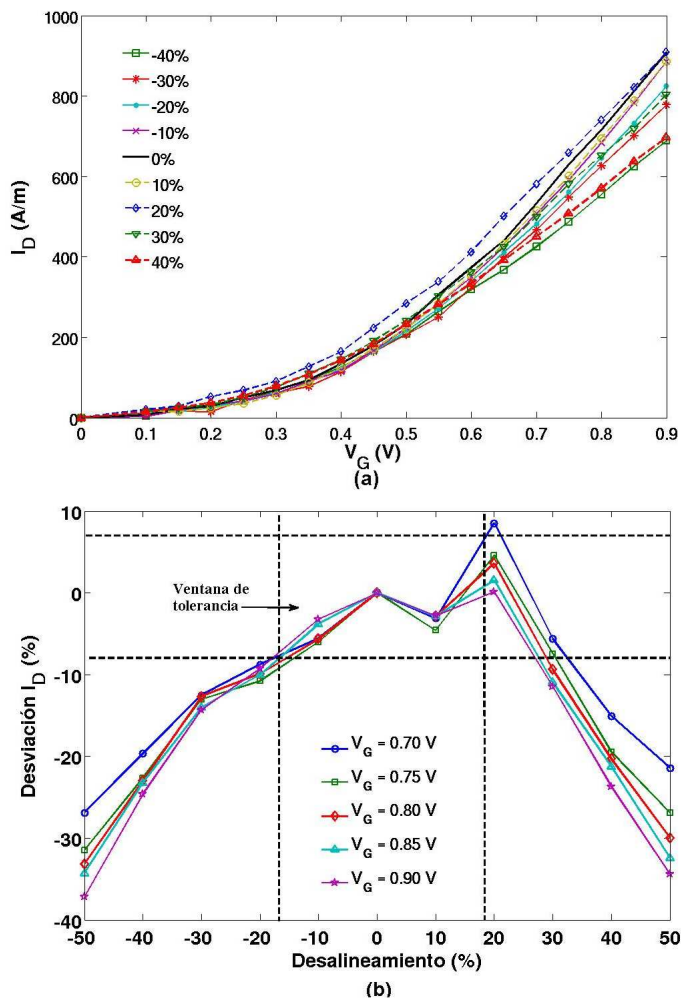 1000
800
600
400
200
0
I_D (A/m)
-40%
-30%
-20%
-10%
0%
10%
20%
30%
40%
0 0.1 0.2 0.3 0.4 0.5 0.6 0.7 0.8 0.9
V_G (V)
(a)
10
0
-10
-20
-30
-40
Desviación I_D (%)
Ventana de
tolerancia
V_G = 0.70 V
V_G = 0.75 V
V_G = 0.80 V
V_G = 0.85 V
V_G = 0.90 V
-50 -40 -30 -20 -10 0 10 20 30 40 50
Desalineamiento (%)
(b)